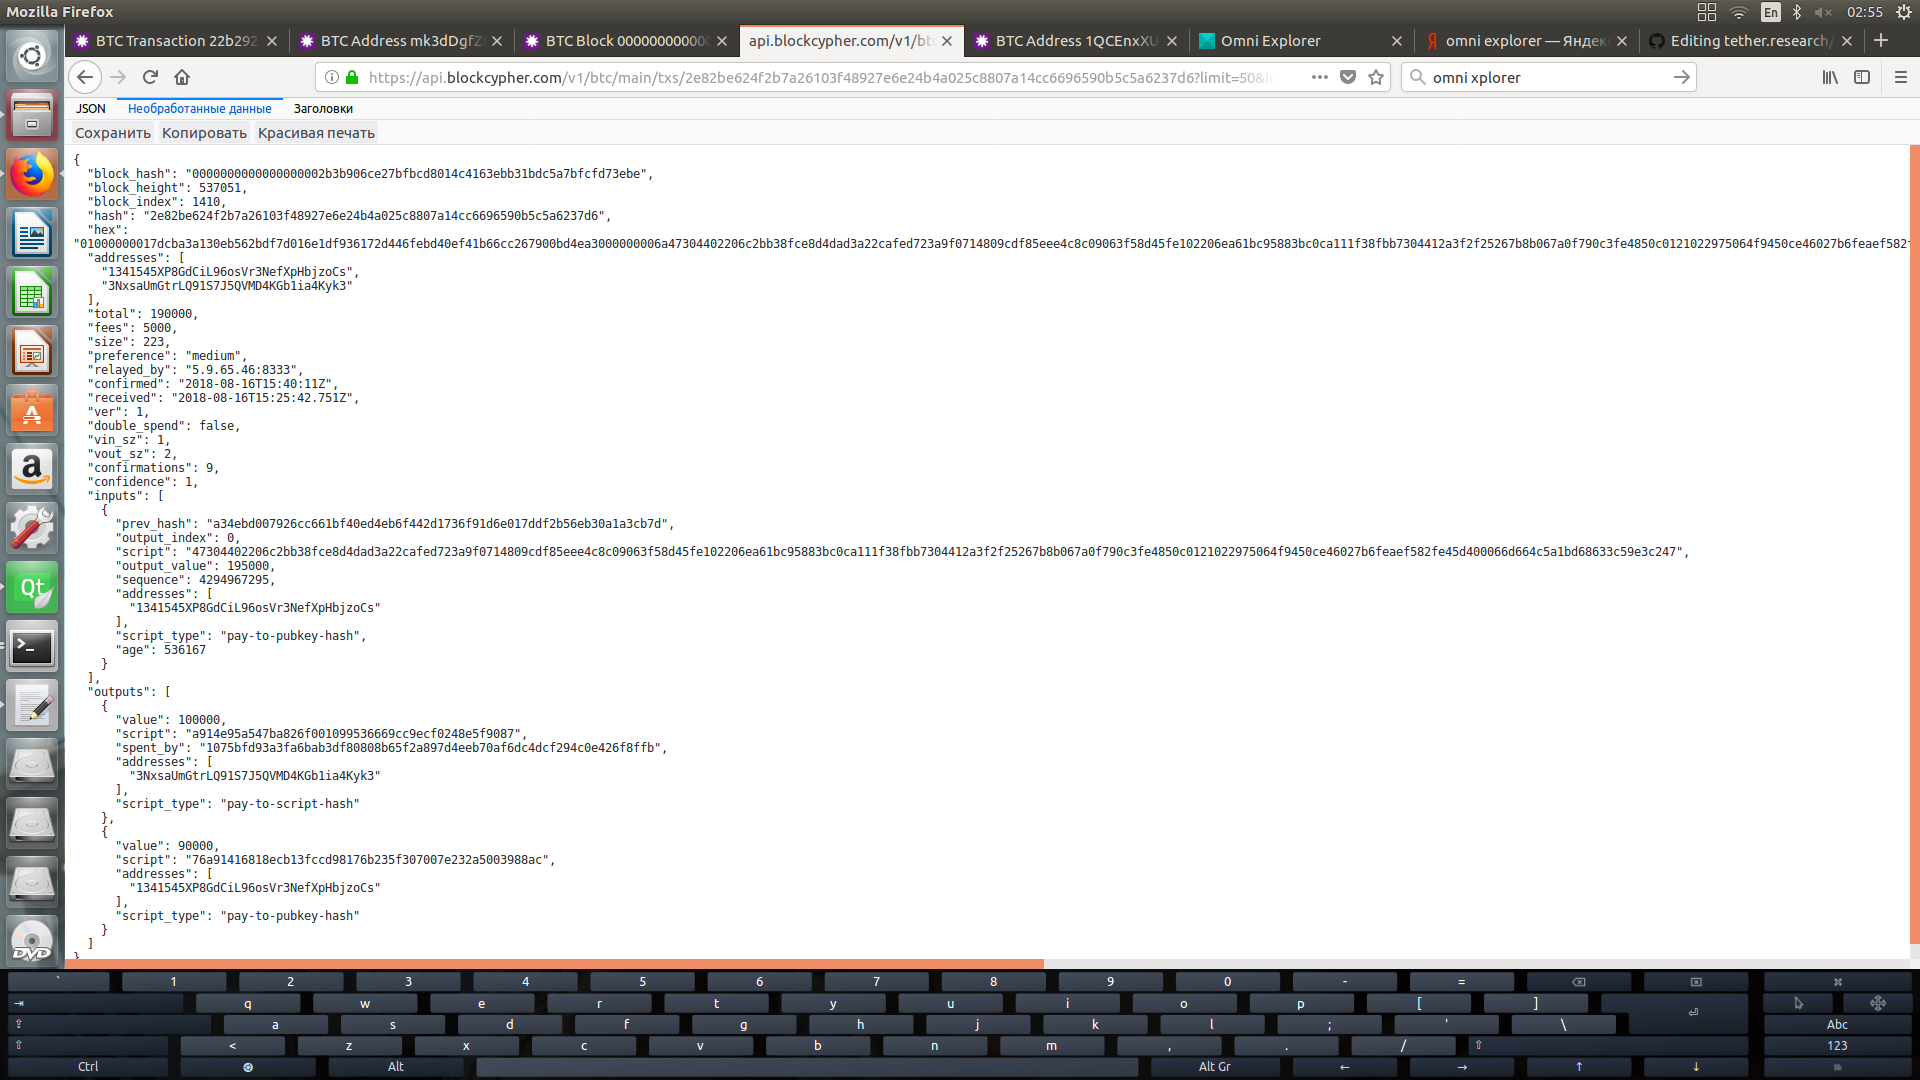 Mozilla Firefox
En
02:55
BTC Transaction 22b292
BTC Address mk3dDgfZ
BTC Block 000000000000
api.blockcypher.com/v1/bt
BTC Address 1QCEnxXU
Omni Explorer
omni explorer — Яндекс
Editing tether.research/
https://api.blockcypher.com/v1/btc/main/txs/2e82be624f2b7a26103f48927e6e24b4a025c8807a14cc6696590b5c5a6237d6?limit=50&i
omni xplorer
JSON
Необработанные данные
Заголовки
Сохранить
Копировать
Красивая печать
{
"block_hash": "0000000000000000002b3b906ce27bfbcd8014c4163ebb31bdc5a7bfcfd73ebe",
"block_height": 537051,
"block_index": 1410,
"hash": "2e82be624f2b7a26103f48927e6e24b4a025c8807a14cc6696590b5c5a6237d6",
"hex":
"01000000017dcba3a130eb562bdf7d016e1df936172d446febd40ef41b66cc267900bd4ea3000000006a47304402206c2bb38fce8d4dad3a22cafed723a9f0714809cdf85eee4c8c09063f58d45fe102206ea61bc95883bc0ca111f38fbb7304412a3f2f25267b8b067a0f790c3fe4850c0121022975064f9450ce46027b6feaef582f
"addresses": [
"1341545XP8GdCiL96osVr3NefXpHbjzoCs",
"3NxsaUmGtrLQ91S7J5QVMD4KGb1ia4Kyk3"
],
"total": 190000,
"fees": 5000,
"size": 223,
"preference": "medium",
"relayed_by": "5.9.65.46:8333",
"confirmed": "2018-08-16T15:40:11Z",
"received": "2018-08-16T15:25:42.751Z",
"ver": 1,
"double_spend": false,
"vin_sz": 1,
"vout_sz": 2,
"confirmations": 9,
"confidence": 1,
"inputs": [
{
"prev_hash": "a34ebd007926cc661bf40ed4eb6f442d1736f91d6e017ddf2b56eb30a1a3cb7d",
"output_index": 0,
"script": "47304402206c2bb38fce8d4dad3a22cafed723a9f0714809cdf85eee4c8c09063f58d45fe102206ea61bc95883bc0ca111f38fbb7304412a3f2f25267b8b067a0f790c3fe4850c0121022975064f9450ce46027b6feaef582fe45d400066d664c5a1bd68633c59e3c247",
"output_value": 195000,
"sequence": 4294967295,
"addresses": [
"1341545XP8GdCiL96osVr3NefXpHbjzoCs"
],
"script_type": "pay-to-pubkey-hash",
"age": 536167
}
],
"outputs": [
{
"value": 100000,
"script": "a914e95a547ba826f001099536669cc9ecf0248e5f9087",
"spent_by": "1075bfd93a3fa6bab3df80808b65f2a897d4eeb70af6dc4dcf294c0e426f8ffb",
"addresses": [
"3NxsaUmGtrLQ91S7J5QVMD4KGb1ia4Kyk3"
],
"script_type": "pay-to-script-hash"
},
{
"value": 90000,
"script": "76a91416818ecb13fccd98176b235f307007e232a5003988ac",
"addresses": [
"1341545XP8GdCiL96osVr3NefXpHbjzoCs"
],
"script_type": "pay-to-pubkey-hash"
}
]
}
` 1 2 3 4 5 6 7 8 9 0 - =
q w e r t y u i o p [ ]
a s d f g h j k l ; ' \ Abc
< z x c v b n m , . / 123
Ctrl Alt Alt Gr ← → ↑ ↓
Qt
DVD